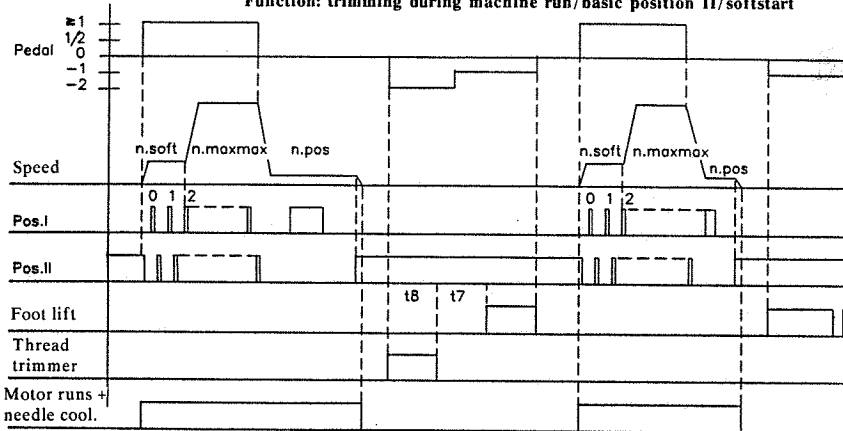 Function: trimming during machine run/basic position II/softstart
Pedal
≥1
1/2
0
−1
−2
n.soft n.maxmax n.pos n.soft n.maxmax n.pos
Speed
0 1 2 0 1 2
Pos.I
Pos.II
t8 t7
Foot lift
Thread
trimmer
Motor runs +
needle cool.